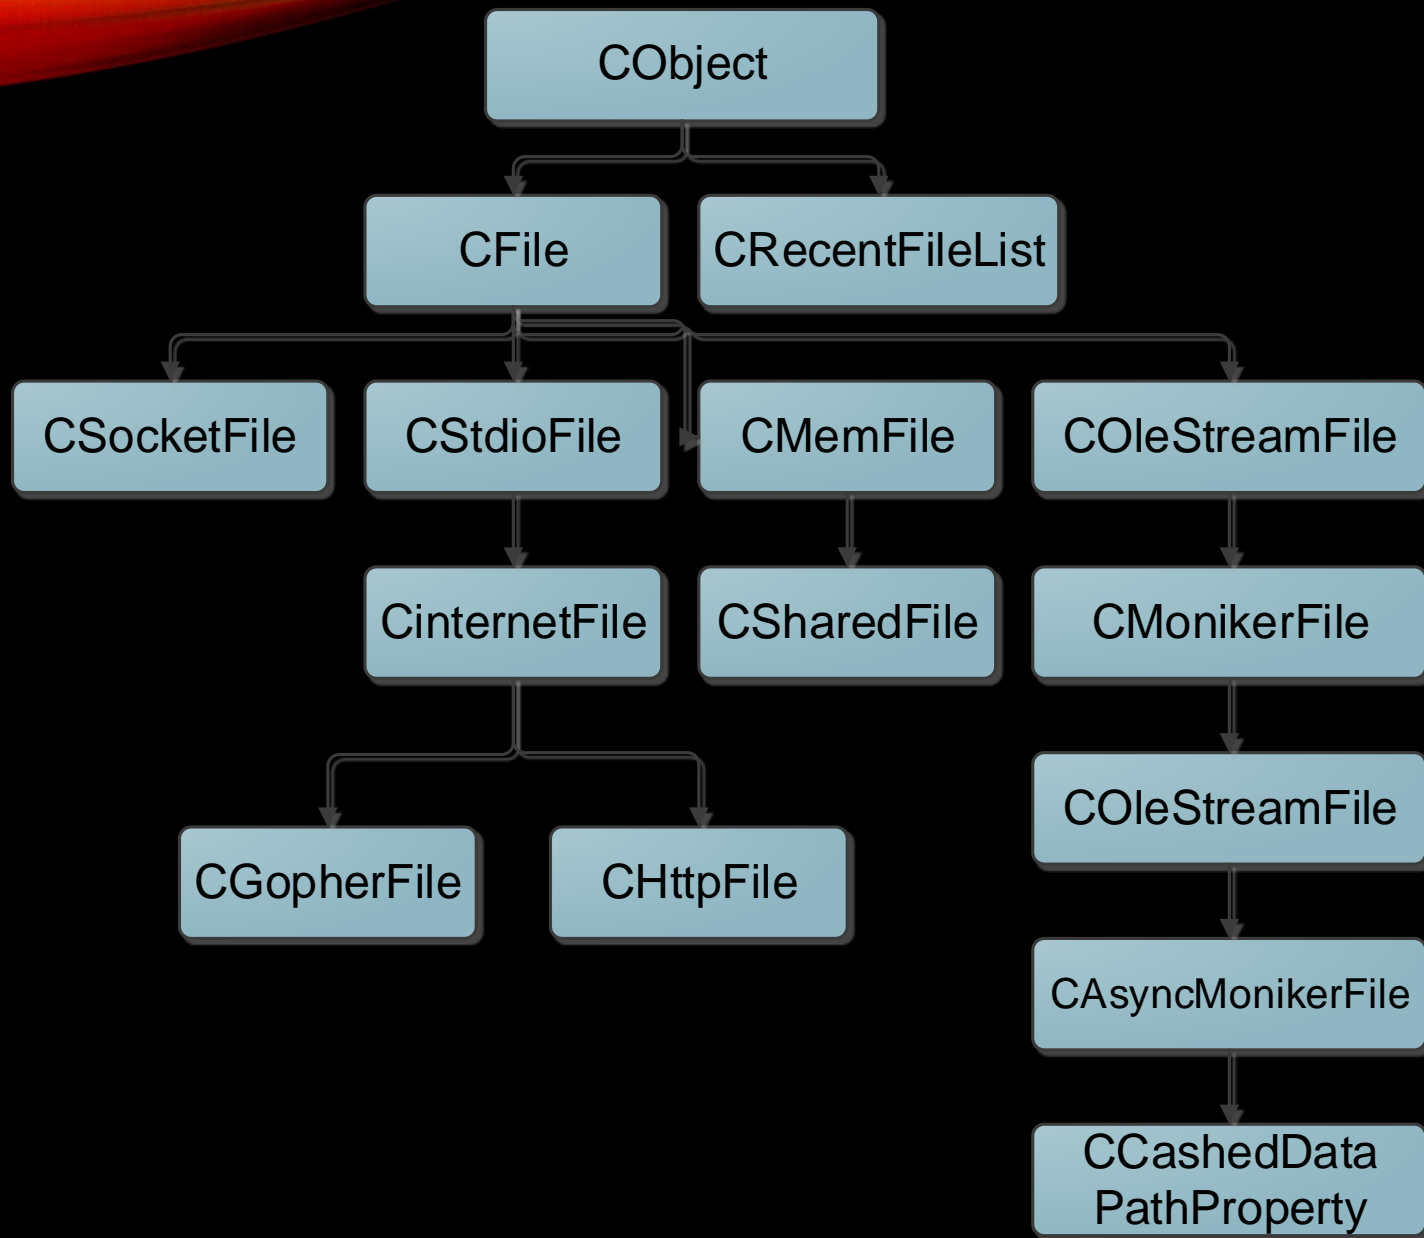 CObject
CFile
CRecentFileList
CSocketFile
CStdioFile
CMemFile
COleStreamFile
CinternetFile
CSharedFile
CMonikerFile
COleStreamFile
CGopherFile
CHttpFile
CAsyncMonikerFile
CCashedData
PathProperty